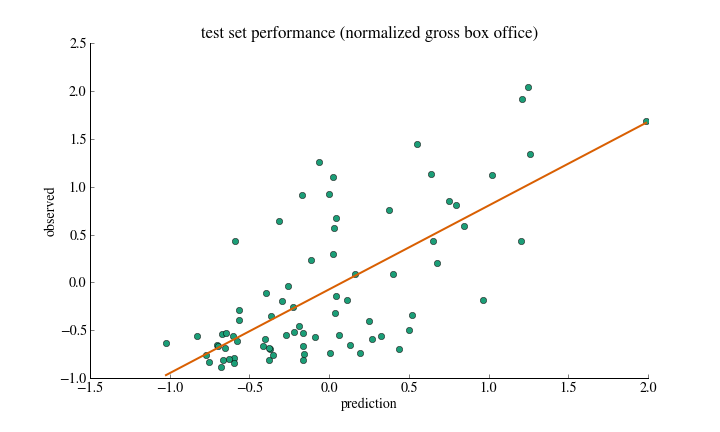 test set performance (normalized gross box office)
2.5
2.0
1.5
1.0
0.5
0.0
−0.5
−1.0
observed
−1.5 −1.0 −0.5 0.0 0.5 1.0 1.5 2.0
prediction